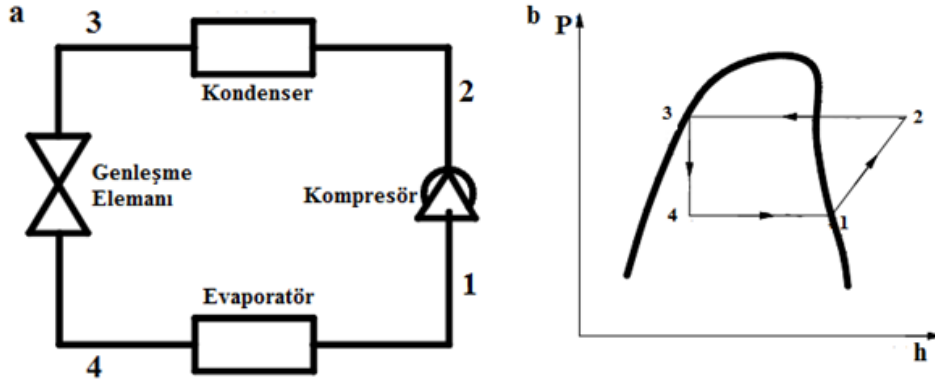 a
3
Kondenser
2
Genleşme
Elemanı
Kompresör
1
Evaporatör
4
b
P
3
2
4
1
h